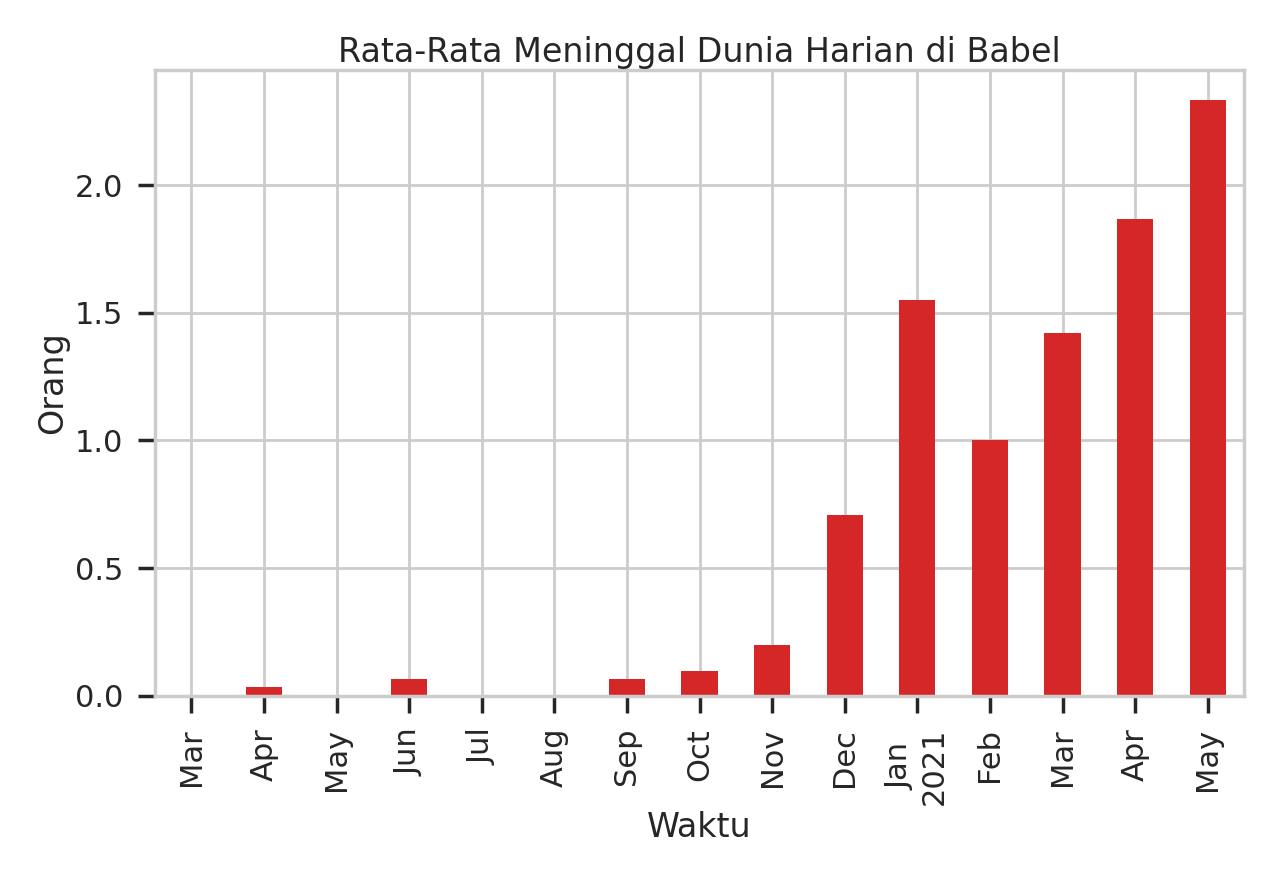 Rata-Rata Meninggal Dunia Harian di Babel
Orang
2.0
1.5
1.0
0.5
0.0
Mar
Apr
May
Jun
Jul
Aug
Sep
Oct
Nov
Dec
Jan
2021
Feb
Mar
Apr
May
Waktu